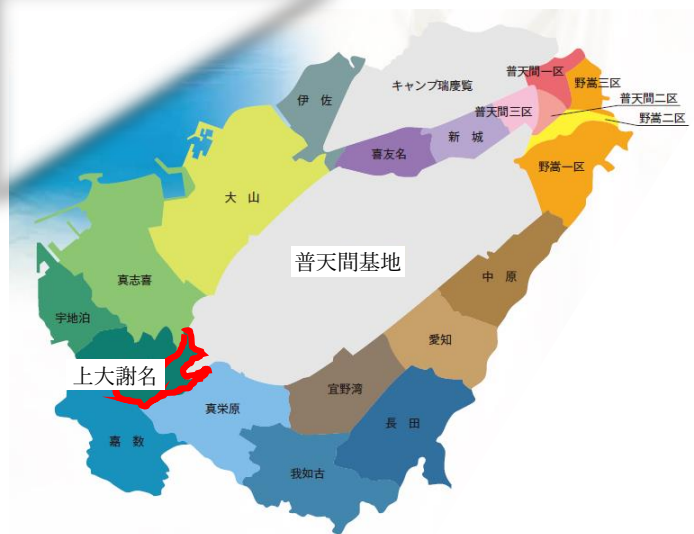 キャンプ瑞慶覧
普天間一区
野嵩三区
伊 佐
普天間三区
普天間二区
野嵩二区
新 城
喜友名
野嵩一区
大 山
普天間基地
中 原
真志喜
宇地泊
愛知
上大謝名
宜野湾
真栄原
長 田
嘉 数
我如古